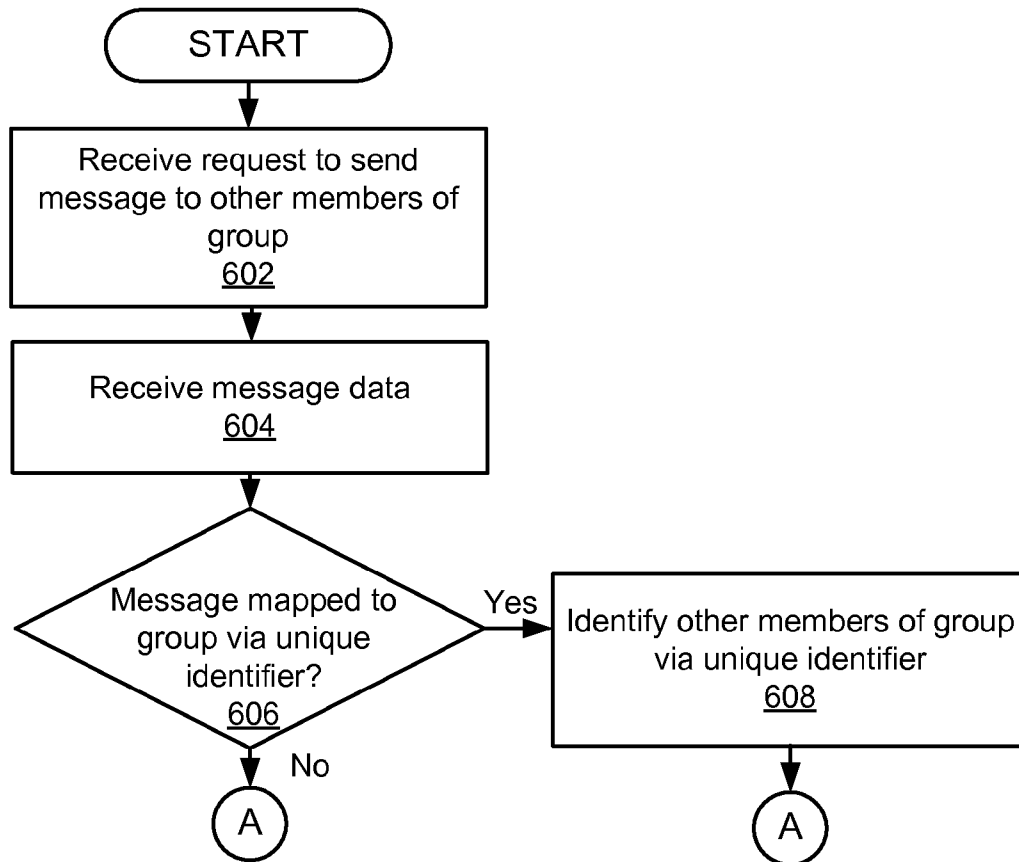 START
Receive request to send
message to other members of
group
602
Receive message data
604
Message mapped to
group via unique
identifier?
606
Yes
Identify other members of group
via unique identifier
608
No
A
A